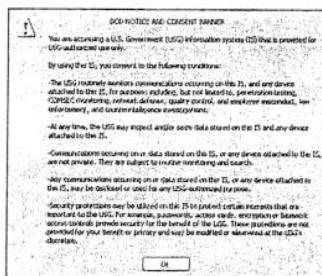 DOD NOTICE AND CONSENT BANNER
You are accessing a U.S. Government (USG) information system (IS) that is provided for
USG-authorized use only.
By using this IS, you consent to the following conditions:
-The USG routinely monitors communications occurring on this IS, and any device
attached to this IS, for purposes including, but not limited to, penetration testing,
COMSEC monitoring, network defense, quality control, and employee misconduct, law
enforcement, and counterintelligence investigations.
-At any time, the USG may inspect and/or seize data stored on this IS and any device
attached to this IS.
-Communications occurring on or data stored on this IS, or any device attached to this IS,
are not private. They are subject to routine monitoring and search.
-Any communications occurring on or data stored on this IS, or any device attached to
this IS, may be disclosed or used for any USG-authorized purpose.
-Security protections may be utilized on this IS to protect certain interests that are
important to the USG. For example, passwords, access cards, encryption or biometric
access controls provide security for the benefit of the USG. These protections are not
provided for your benefit or privacy and may be modified or eliminated at the USG's
discretion.
OK